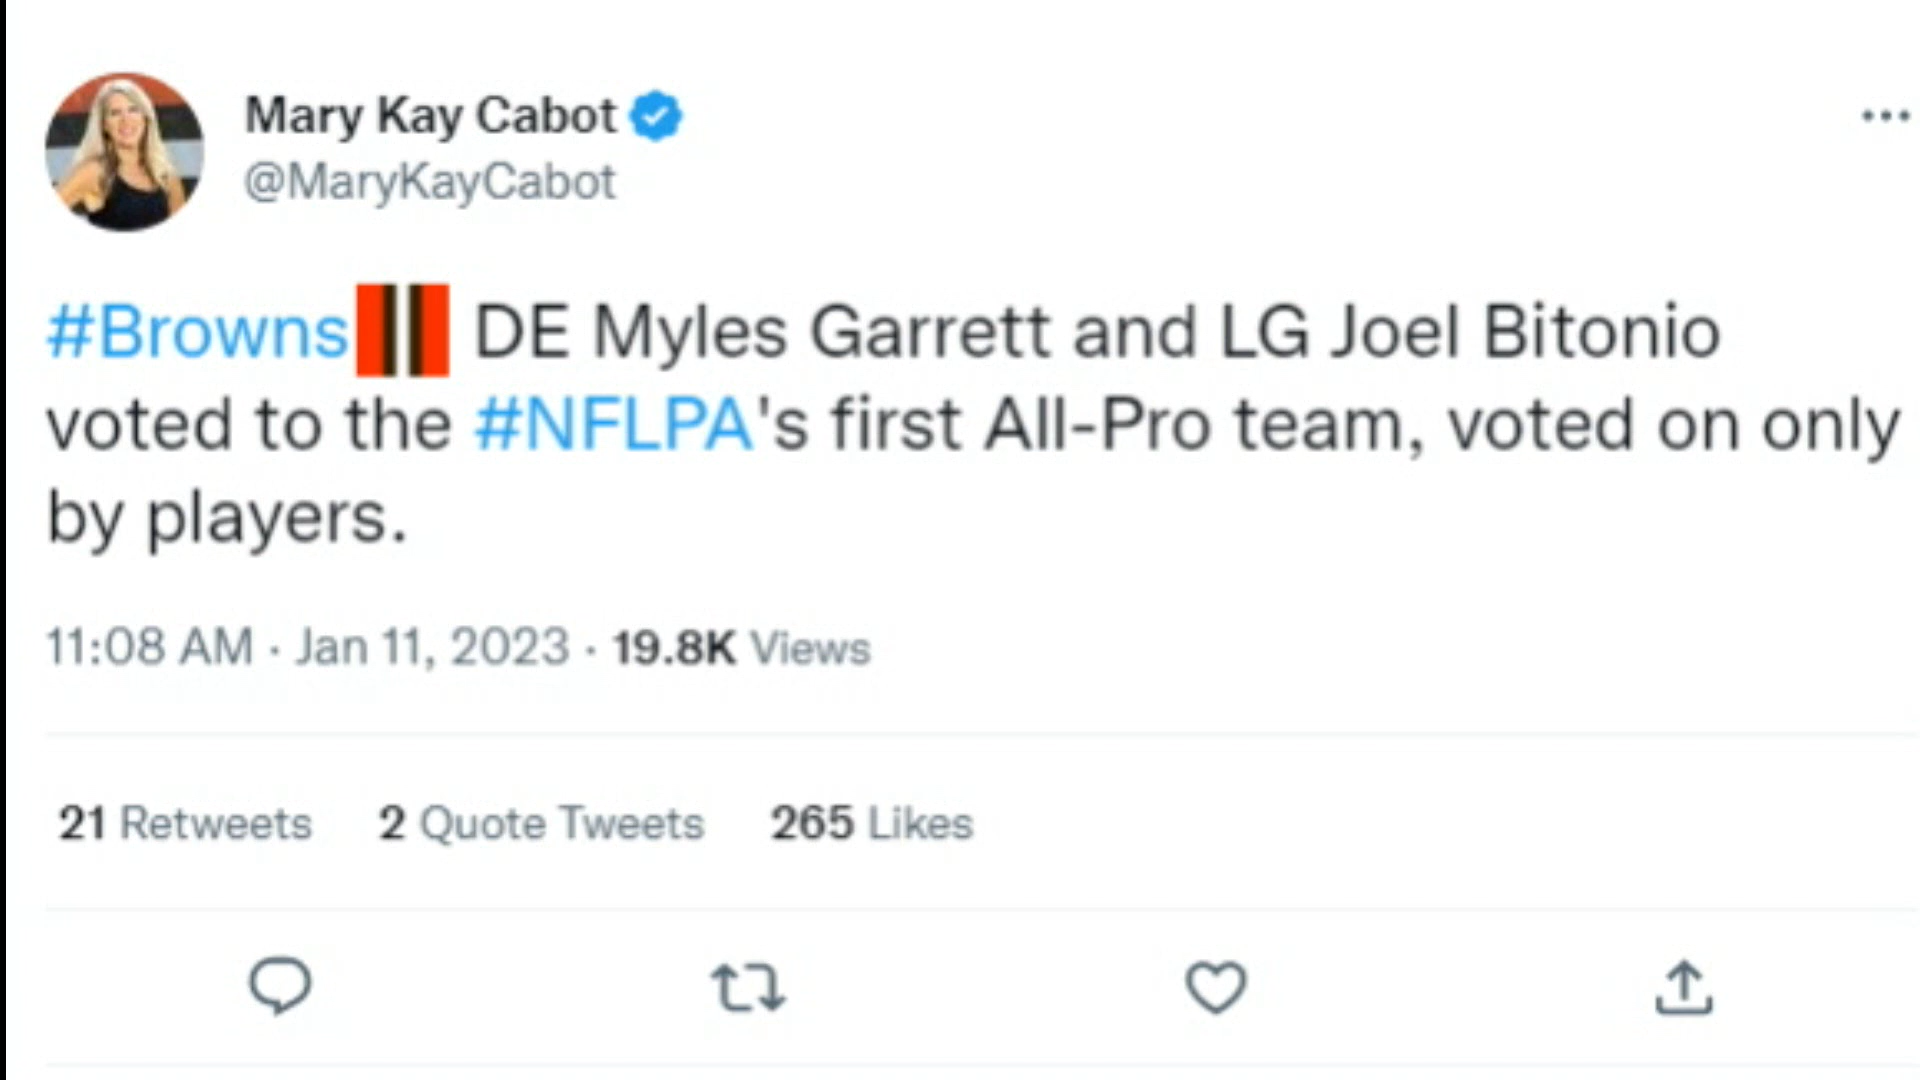 Mary Kay Cabot
@MaryKayCabot
#Browns DE Myles Garrett and LG Joel Bitonio
voted to the #NFLPA's first All-Pro team, voted on only
by players.
11:08 AM · Jan 11, 2023 · 19.8K Views
21 Retweets 2 Quote Tweets 265 Likes